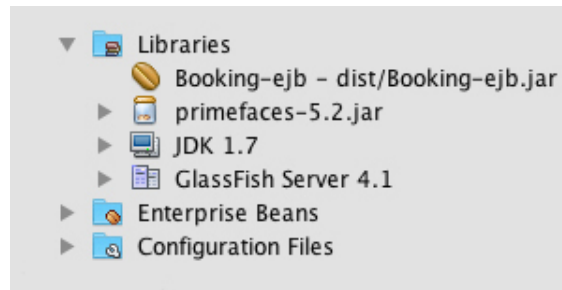 Libraries
Booking-ejb - dist/Booking-ejb.jar
primefaces-5.2.jar
JDK 1.7
GlassFish Server 4.1
Enterprise Beans
Configuration Files